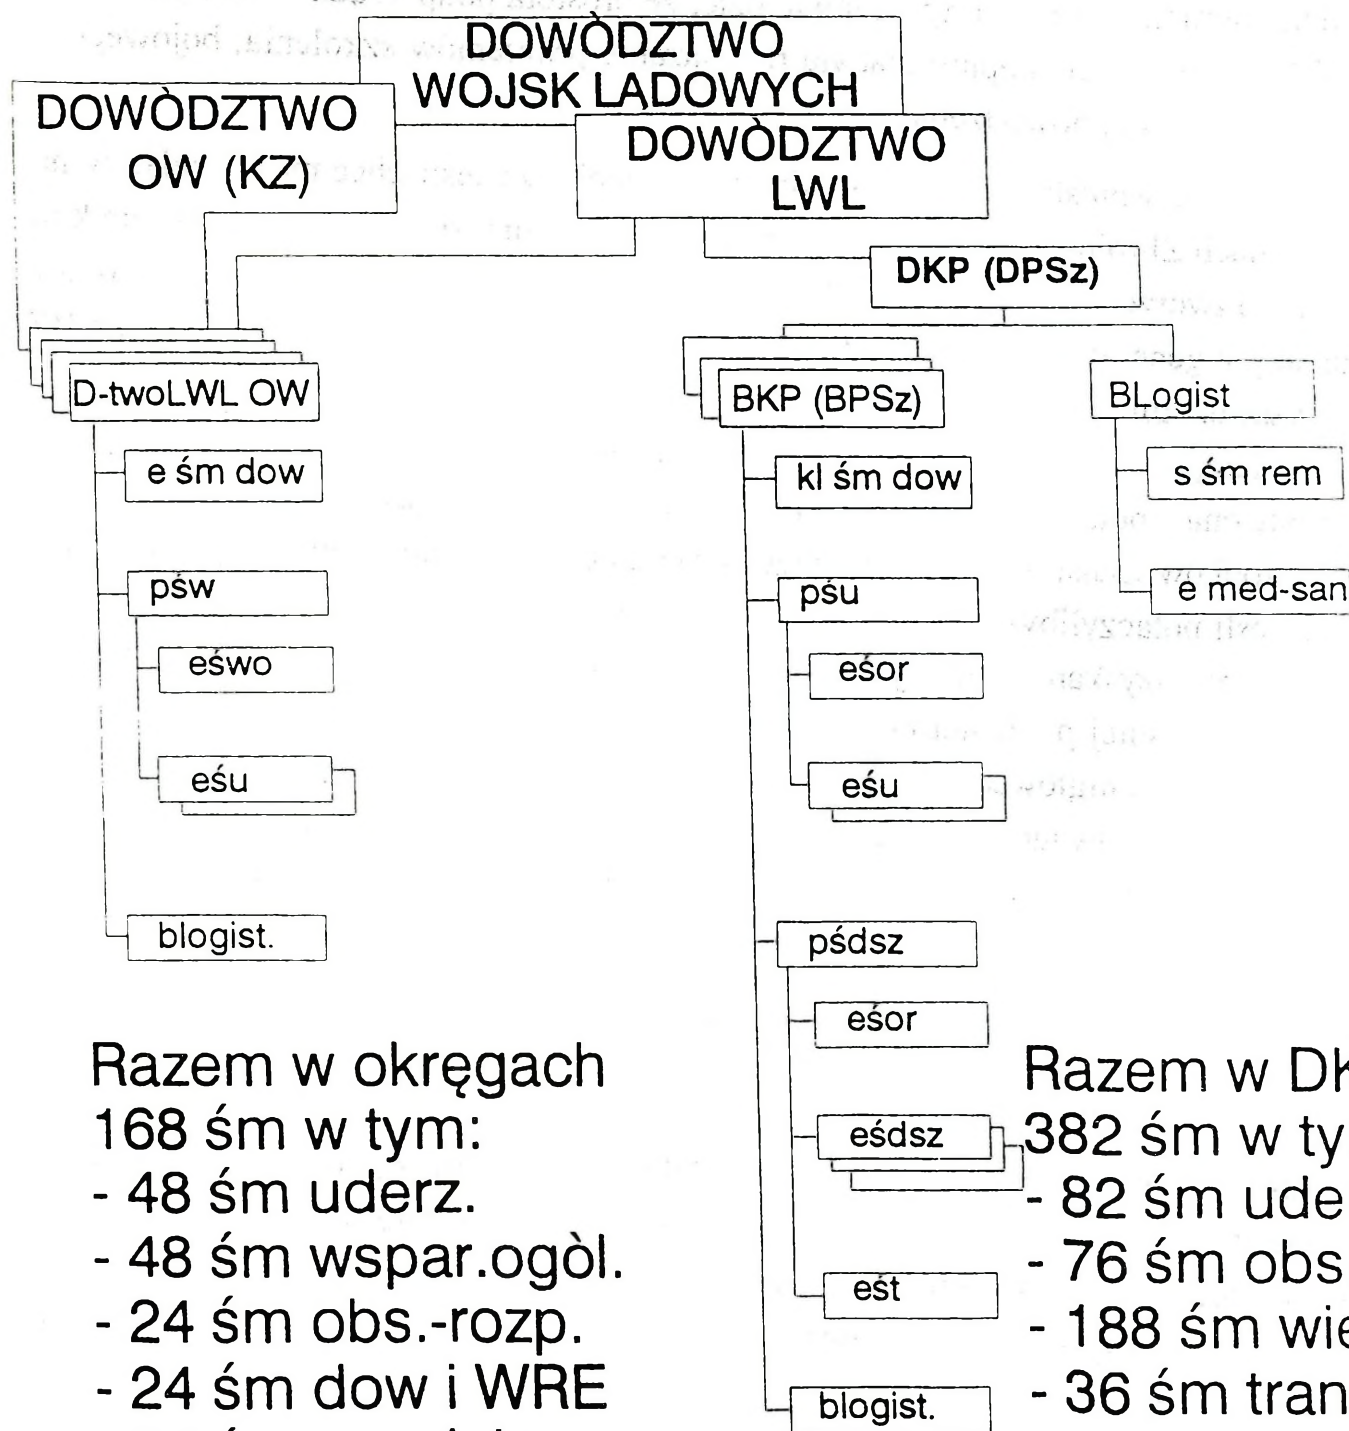 DOWÒDZTWO
WOJSK LĄDOWYCH
DOWÒDZTWO
OW (KZ)
DOWÒDZTWO
LWL
DKP (DPSz)
D-twoLWL OW
e śm dow
pśw
eśwo
eśu
blogist.
BKP (BPSz)
kl śm dow
pśu
eśor
eśu
pśdsz
eśor
eśdsz
eśt
blogist.
BLogist
s śm rem
e med-san
Razem w okręgach
168 śm w tym:
- 48 śm uderz.
- 48 śm wspar.ogòl.
- 24 śm obs.-rozp.
- 24 śm dow i WRE
Razem w
382 śm w
- 82 śm
- 76 śm obs
- 188 śm
- 36 śm